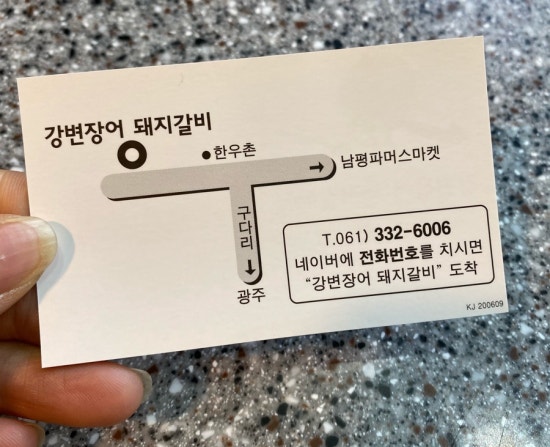 강변장어 돼지갈비
한우촌
남평파머스마켓
구다리
광주
T.061) 332-6006
네이버에 전화번호를 치시면
“강변장어 돼지갈비” 도착
KJ 200609